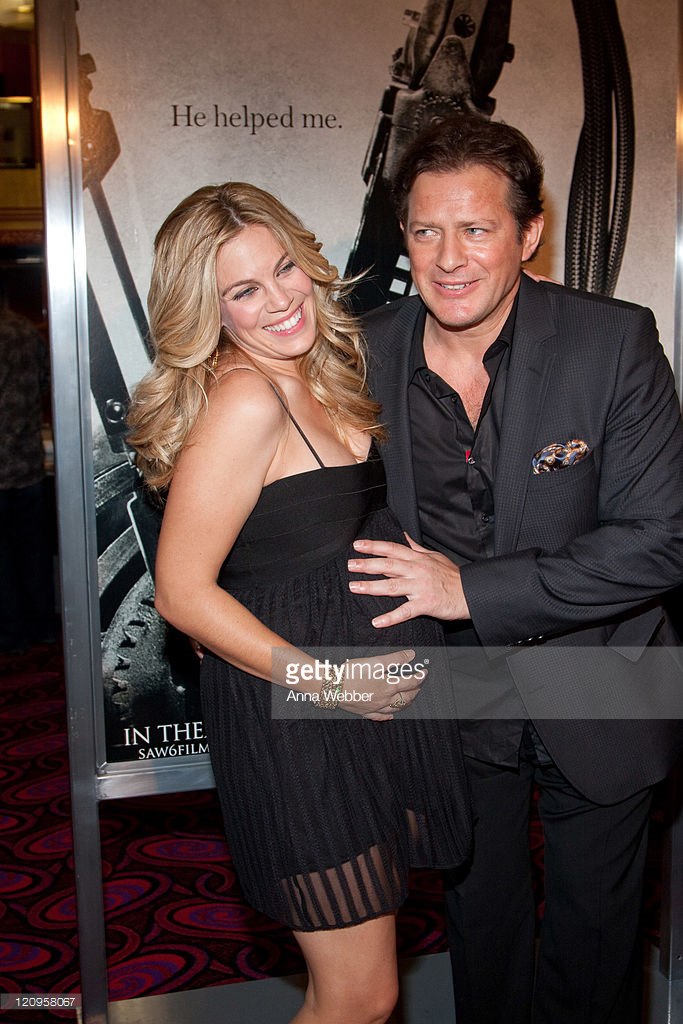 He helped me.
gettyimages®
Anna Webber
IN THE
SAW6FILM
120958067